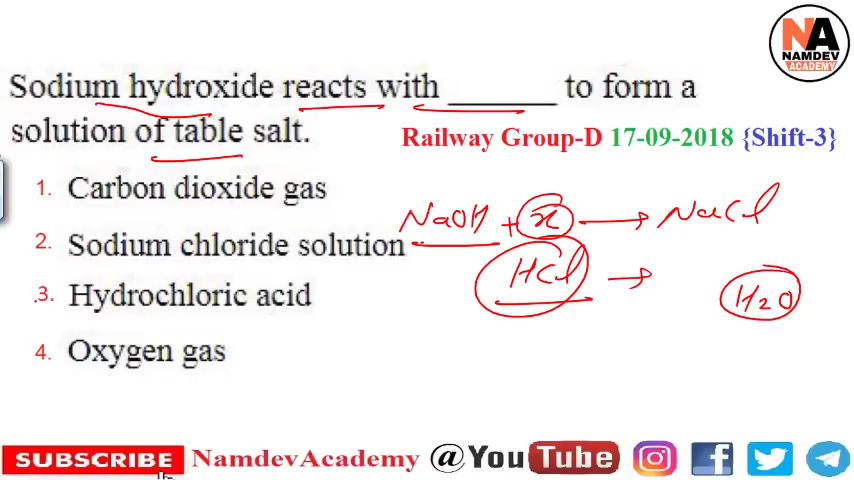 NA
NAMDEV
ACADEMY
Sodium hydroxide reacts with ______ to form a
solution of table salt.
Railway Group-D 17-09-2018 {Shift-3}
1. Carbon dioxide gas
NaOH + x → NaCl
2. Sodium chloride solution
HCl →
H2O
3. Hydrochloric acid
4. Oxygen gas
SUBSCRIBE NamdevAcademy @YouTube